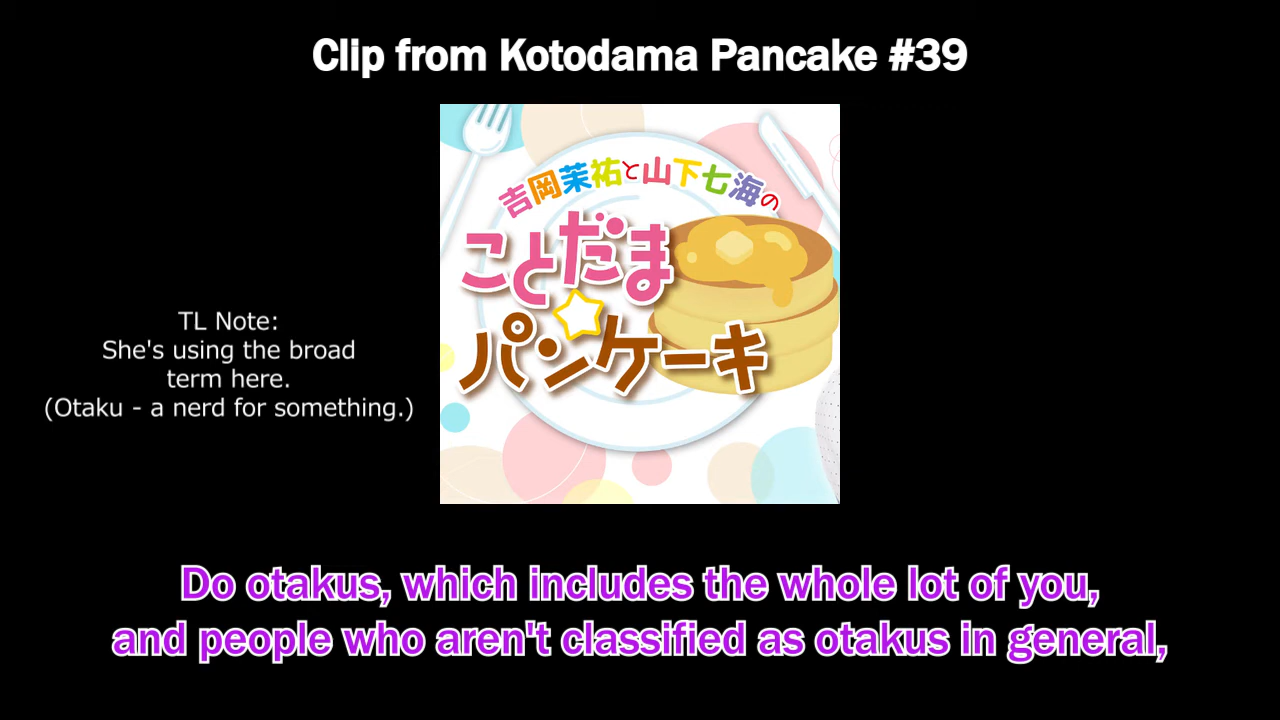 Clip from Kotodama Pancake #39
吉岡茉祐と山下七海の
ことだま
パンケーキ
TL Note:
She's using the broad
term here.
(Otaku - a nerd for something.)
Do otakus, which includes the whole lot of you,
and people who aren't classified as otakus in general,